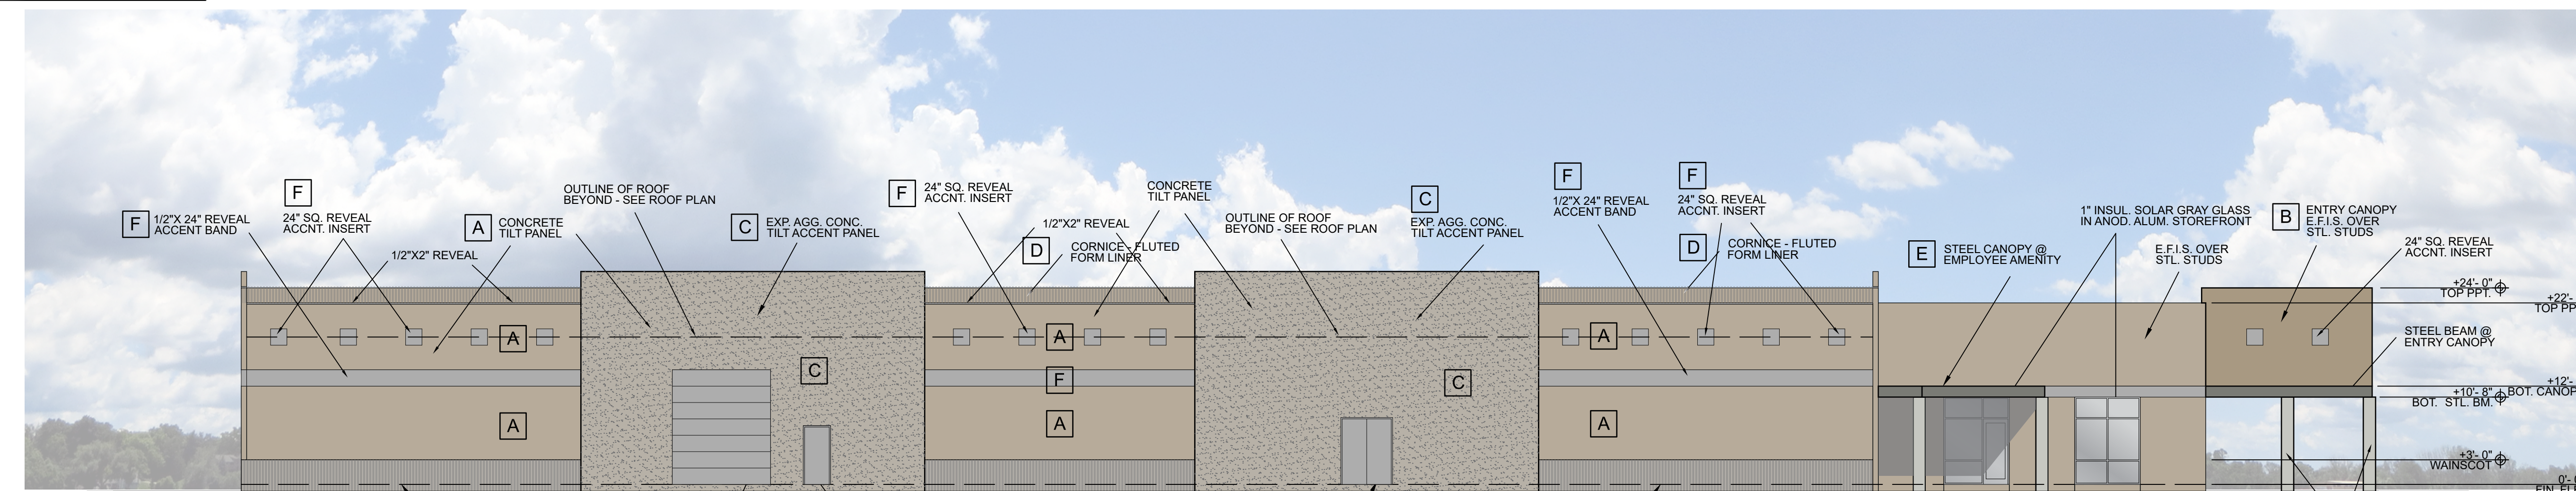 F
1/2"X 24" REVEAL
ACCENT BAND
F
24" SQ. REVEAL
ACCNT. INSERT
1/2"X2" REVEAL
A
CONCRETE
TILT PANEL
OUTLINE OF ROOF
BEYOND - SEE ROOF PLAN
C
EXP. AGG. CONC.
TILT ACCENT PANEL
F
24" SQ. REVEAL
ACCNT. INSERT
1/2"X2" REVEAL
D
CORNICE - FLUTED
FORM LINER
CONCRETE
TILT PANEL
OUTLINE OF ROOF
BEYOND - SEE ROOF PLAN
C
EXP. AGG. CONC.
TILT ACCENT PANEL
F
1/2"X 24" REVEAL
ACCENT BAND
F
24" SQ. REVEAL
ACCNT. INSERT
D
CORNICE - FLUTED
FORM LINER
E
STEEL CANOPY @
EMPLOYEE AMENITY
1" INSUL. SOLAR GRAY GLASS
IN ANOD. ALUM. STOREFRONT
E.F.I.S. OVER
STL. STUDS
B
ENTRY CANOPY
E.F.I.S. OVER
STL. STUDS
24" SQ. REVEAL
ACCNT. INSERT
+24'- 0"
TOP PPT.
+22'-
TOP PP
STEEL BEAM @
ENTRY CANOPY
+12'-
BOT. CANOP
+10'- 8"
BOT. STL. BM.
+3'- 0"
WAINSCOT
0'-
A
A
C
A
F
A
C
A
A